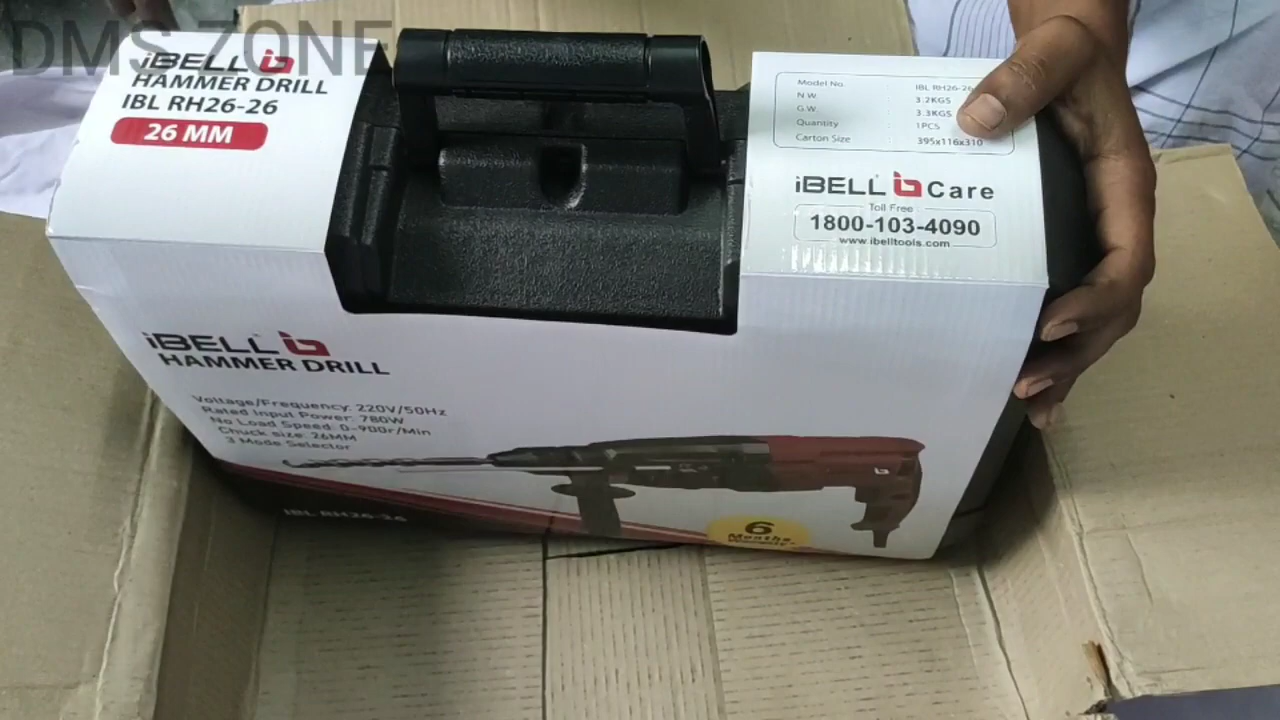 DMS ZONE
iBELL
HAMMER DRILL
IBL RH26-26
26 MM
Model No. IBL RH26-26
N.W 3.2KGS
G.W. 3.3KGS
Quantity 1PCS
Carton Size 395x116x310
iBELL Care
Toll Free
1800-103-4090
www.ibelltools.com
iBELL
HAMMER DRILL
Voltage/Frequency: 220V/50Hz
Rated Input Power: 780W
No Load Speed: 0-900r/Min
Chuck size: 26MM
3 Mode Selector
IBL RH26-26
6
Months
Warranty*